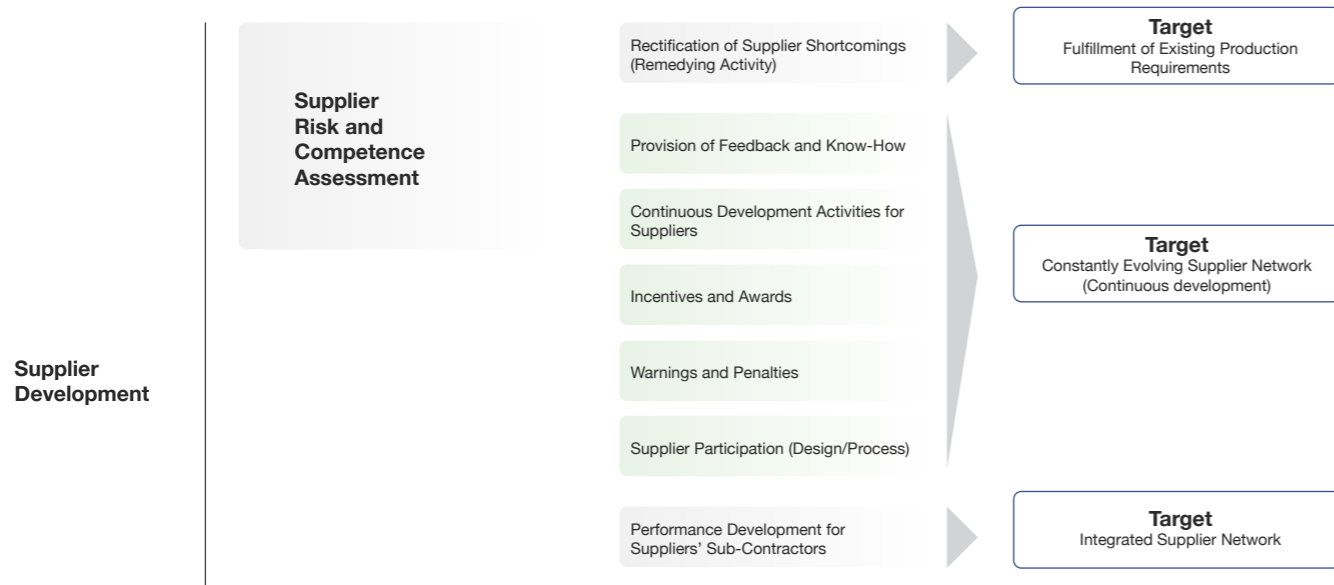 Supplier
Development
Supplier
Risk and
Competence
Assessment
Rectification of Supplier Shortcomings
(Remedying Activity)
Target
Fulfillment of Existing Production
Requirements
Provision of Feedback and Know-How
Continuous Development Activities for
Suppliers
Incentives and Awards
Warnings and Penalties
Supplier Participation (Design/Process)
Target
Constantly Evolving Supplier Network
(Continuous development)
Performance Development for
Suppliers’ Sub-Contractors
Target
Integrated Supplier Network